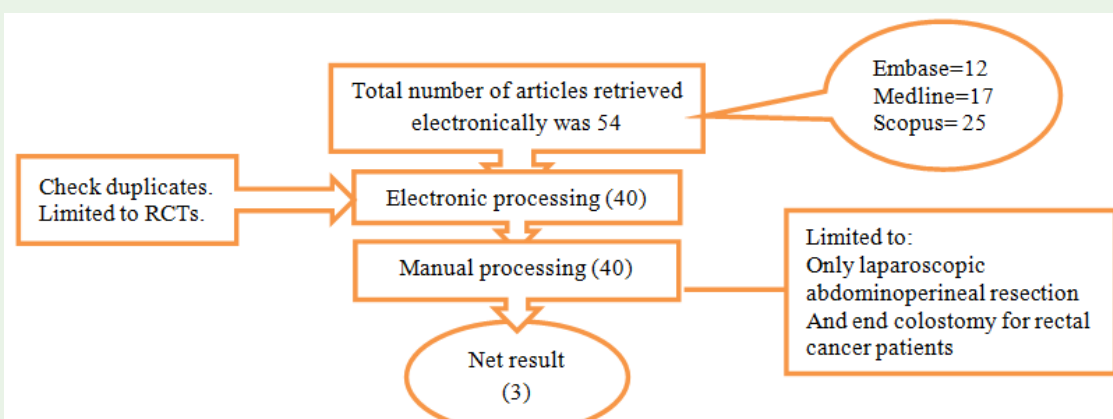 Total number of articles retrieved
electronically was 54
Embase=12
Medline=17
Scopus= 25
Check duplicates.
Limited to RCTs.
Electronic processing (40)
Manual processing (40)
Limited to:
Only laparoscopic
abdominoperineal resection
And end colostomy for rectal
cancer patients
Net result
(3)